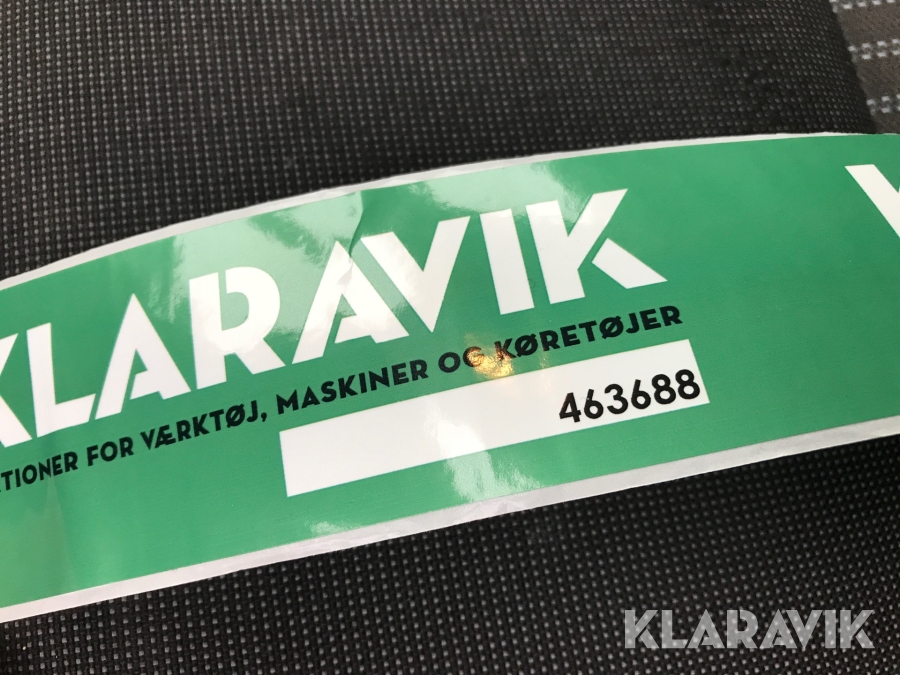 KLARAVIK
TIONER FOR VÆRKTØJ, MASKINER OG KØRETØJER
463688
KLARAVIK